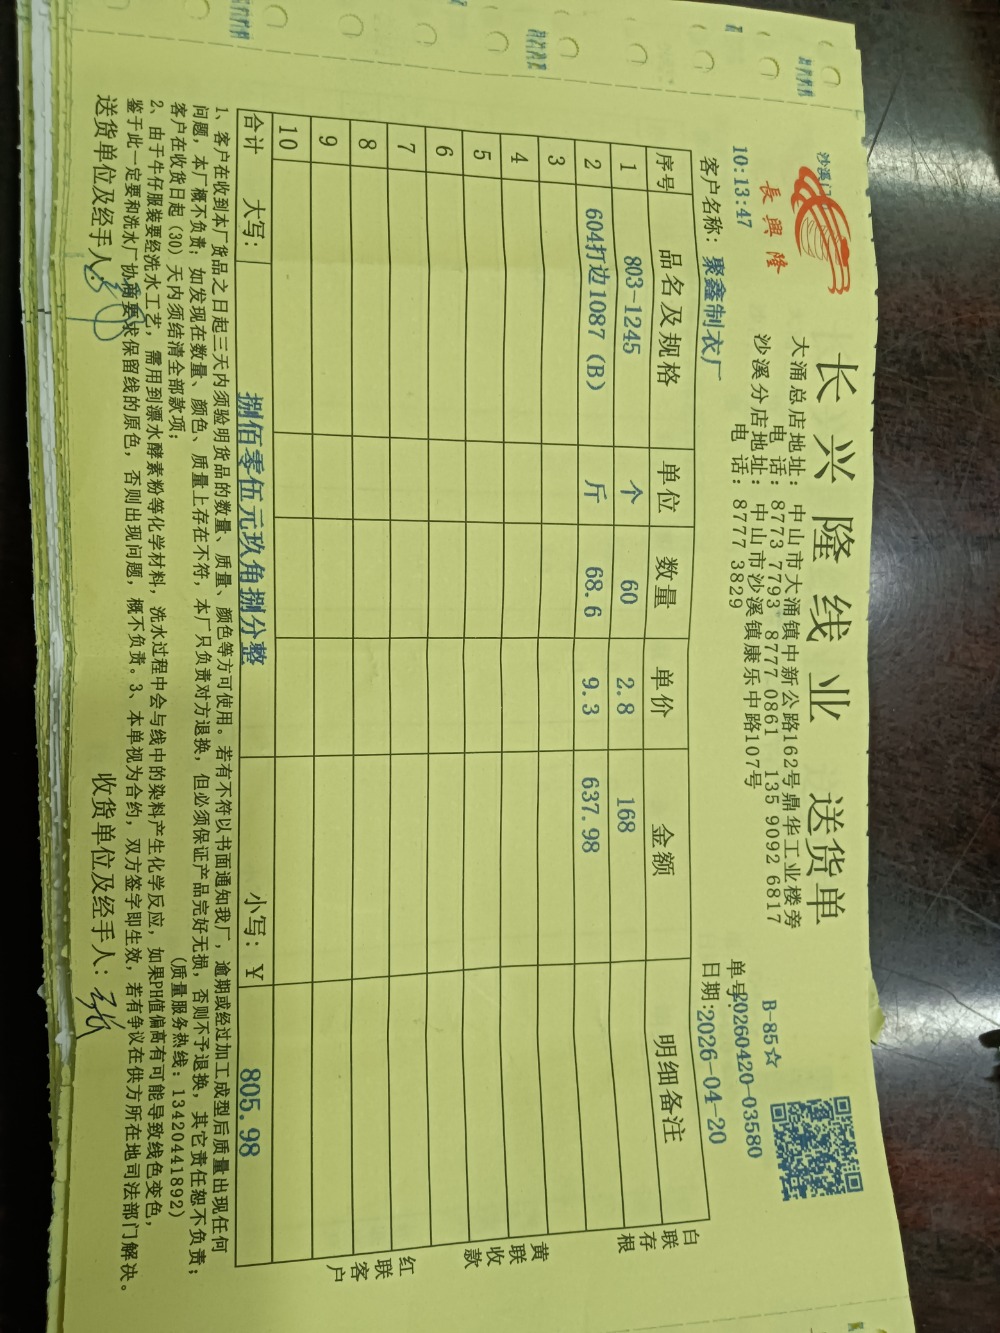 长兴隆线业 送货单
長興隆
沙溪门
大涌总店地址：中山市大涌镇中新公路162号鼎华工业楼旁
电 话：8773 7793 8777 0861 135 9092 6817
沙溪分店地址：中山市沙溪镇康乐中路107号
电 话：8777 3829
B-85☆
单号:20260420-03580
10:13:47
日期:2026-04-20
客户名称：聚鑫制衣厂
序号 品名及规格 单位 数量 单价 金额 明细备注
1 803-1245 个 60 2.8 168
2 604打边1087（B） 斤 68.6 9.3 637.98
3
4
5
6
7
8
9
10
合计 大写： 捌佰零伍元玖角捌分整 小写：￥ 805.98
白联存根
黄联收款
红联客户
1、客户在收到本厂货品之日起三天内须验明货品的数量、质量、颜色等方可使用。若有不符以书面通知我厂，逾期或经过加工成型后质量出现任何
问题，本厂概不负责；如发现在数量、颜色、质量上存在不符，本厂只负责对方退换，但必须保证产品完好无损，否则不予退换，其它责任恕不负责；
客户在收货日起（30）天内须结清全部款项； （质量服务热线：13420441892）
2、由于牛仔服装要经洗水工艺，需用到漂水酵素粉等化学材料，洗水过程中会与线中的染料产生化学反应，如果PH值偏高有可能导致线色变色，
鉴于此一定要和洗水厂协商要求保留线的原色，否则出现问题，概不负责。3、本单视为合约，双方签字即生效，若有争议在供方所在地司法部门解决。
送货单位及经手人： 收货单位及经手人：